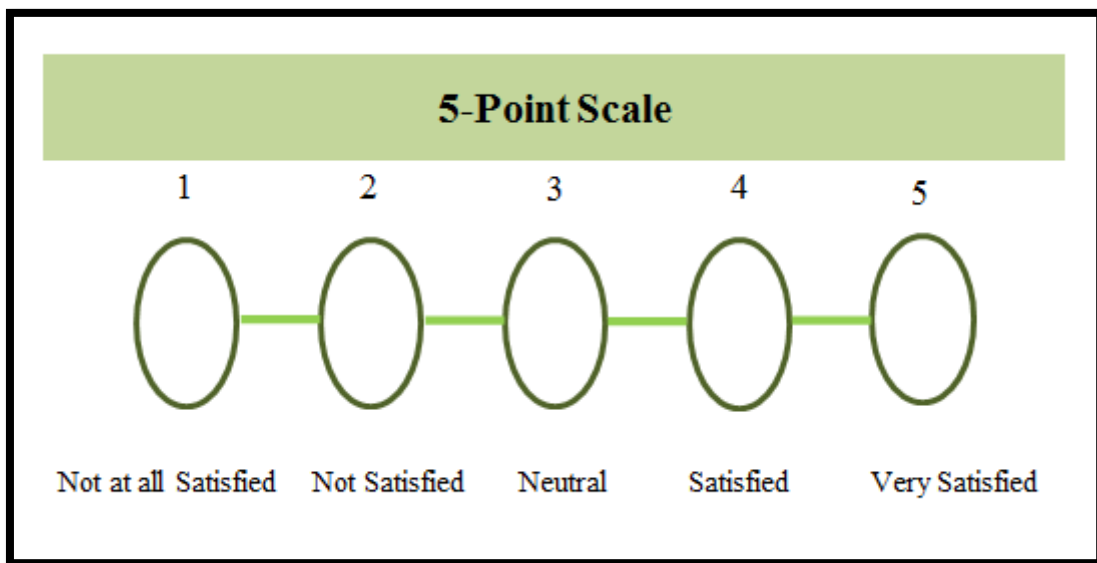 5-Point Scale
1 2 3 4 5
Not at all Satisfied Not Satisfied Neutral Satisfied Very Satisfied